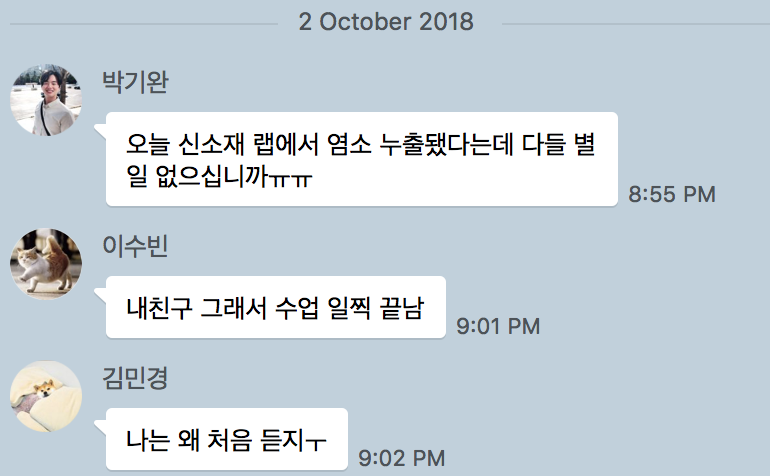 2 October 2018
박기완
오늘 신소재 랩에서 염소 누출됐다는데 다들 별
일 없으십니까ㅠㅠ
8:55 PM
이수빈
내친구 그래서 수업 일찍 끝남
9:01 PM
김민경
나는 왜 처음 듣지ㅜ
9:02 PM